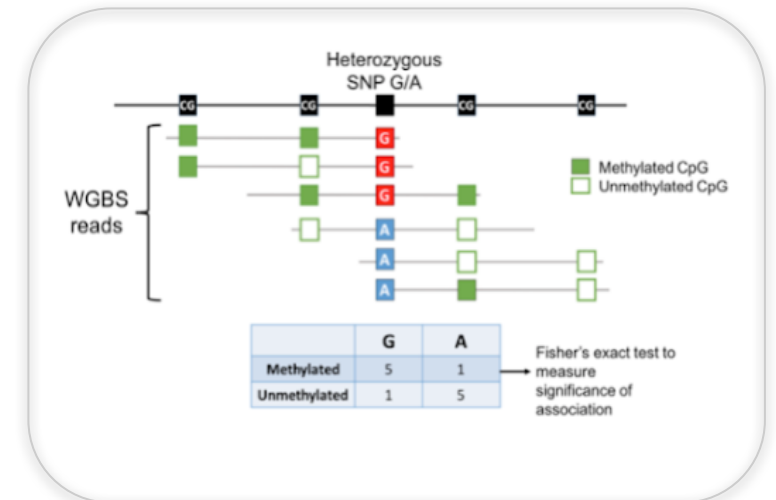 Heterozygous
SNP G/A
CG CG CG CG
G
G
WGBS
reads
G
A
A
A
Methylated CpG
Unmethylated CpG
G A
Methylated 5 1
Unmethylated 1 5
Fisher's exact test to
measure
significance of
association